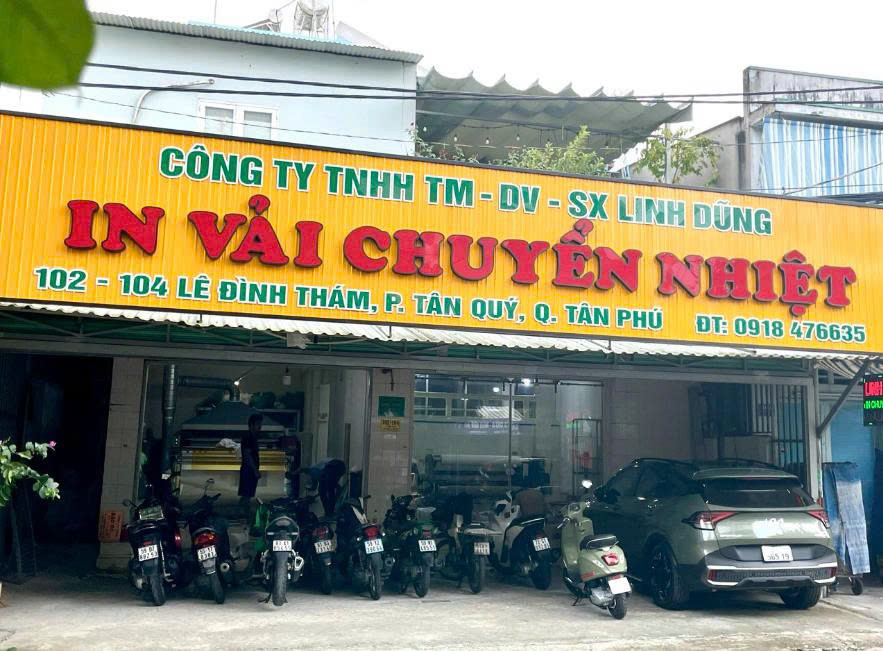 CÔNG TY TNHH TM - DV - SX LINH DŨNG
IN VẢI CHUYỂN NHIỆT
102 - 104 LÊ ĐÌNH THÁM, P. TÂN QUÝ, Q. TÂN PHÚ ĐT: 0918 476635